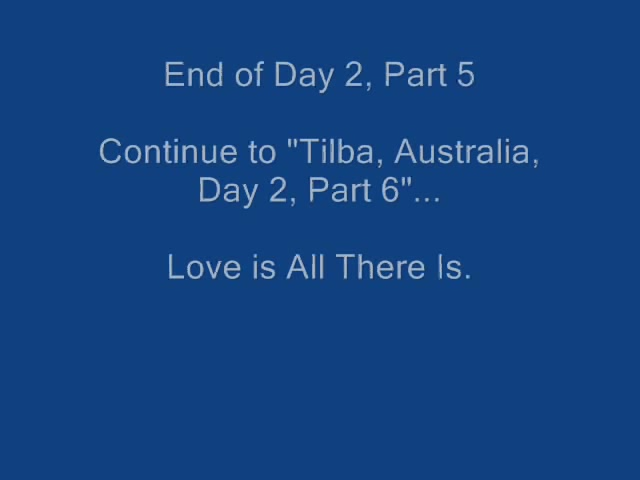 End of Day 2, Part 5
Continue to "Tilba, Australia,
Day 2, Part 6"...
Love is All There Is.